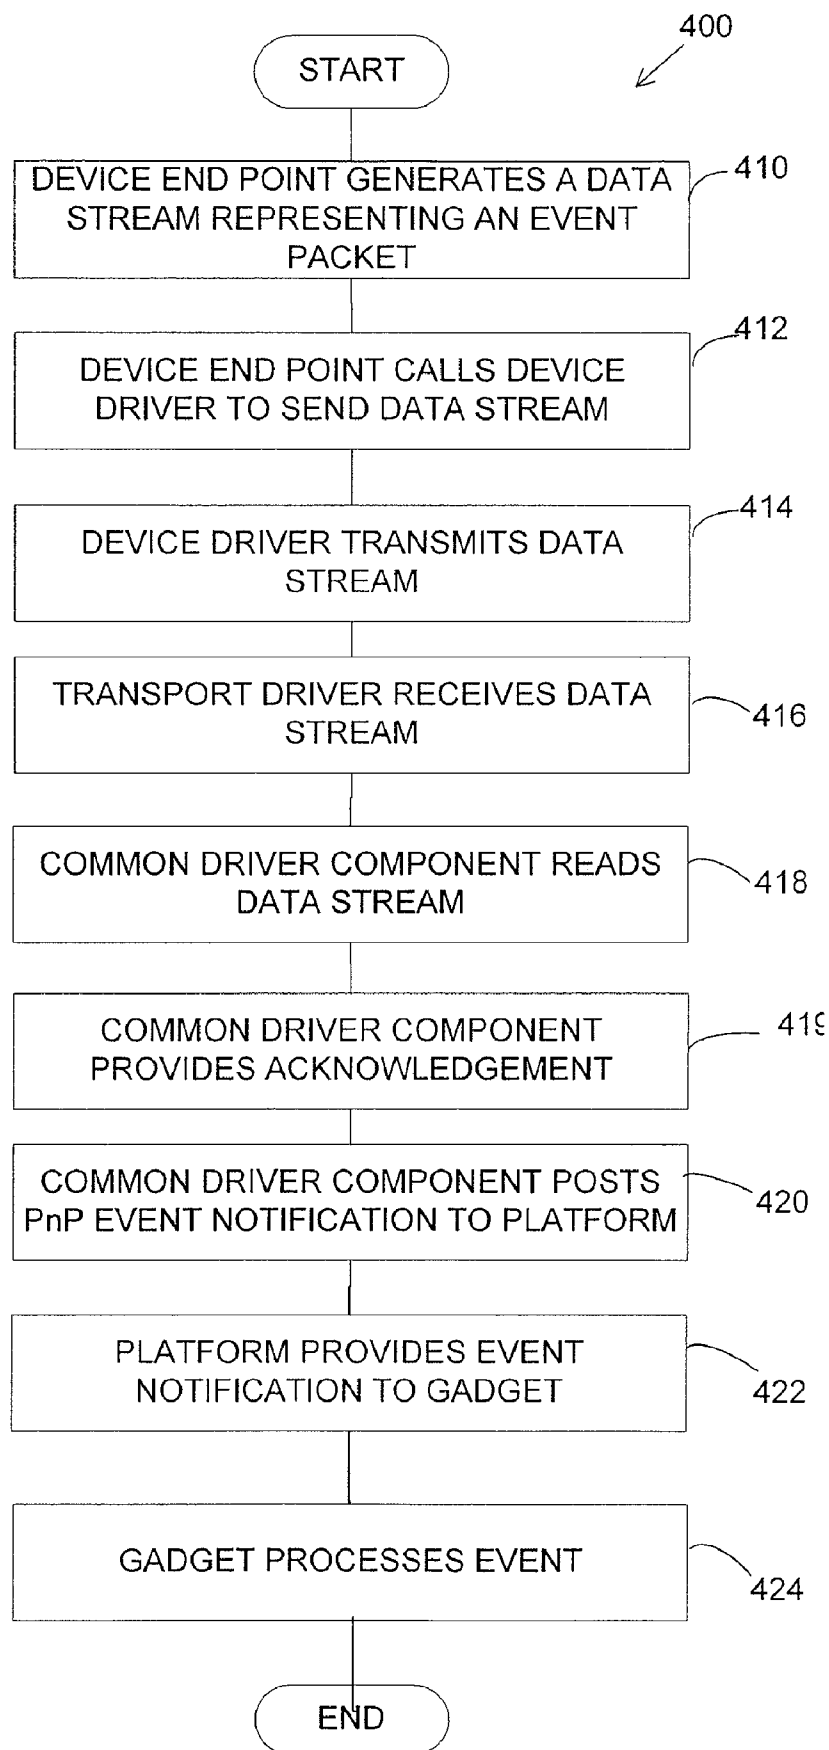 400
START
DEVICE END POINT GENERATES A DATA
STREAM REPRESENTING AN EVENT
PACKET
410
DEVICE END POINT CALLS DEVICE
DRIVER TO SEND DATA STREAM
412
DEVICE DRIVER TRANSMITS DATA
STREAM
414
TRANSPORT DRIVER RECEIVES DATA
STREAM
416
COMMON DRIVER COMPONENT READS
DATA STREAM
418
COMMON DRIVER COMPONENT
PROVIDES ACKNOWLEDGEMENT
419
COMMON DRIVER COMPONENT POSTS
PnP EVENT NOTIFICATION TO PLATFORM
420
PLATFORM PROVIDES EVENT
NOTIFICATION TO GADGET
422
GADGET PROCESSES EVENT
424
END